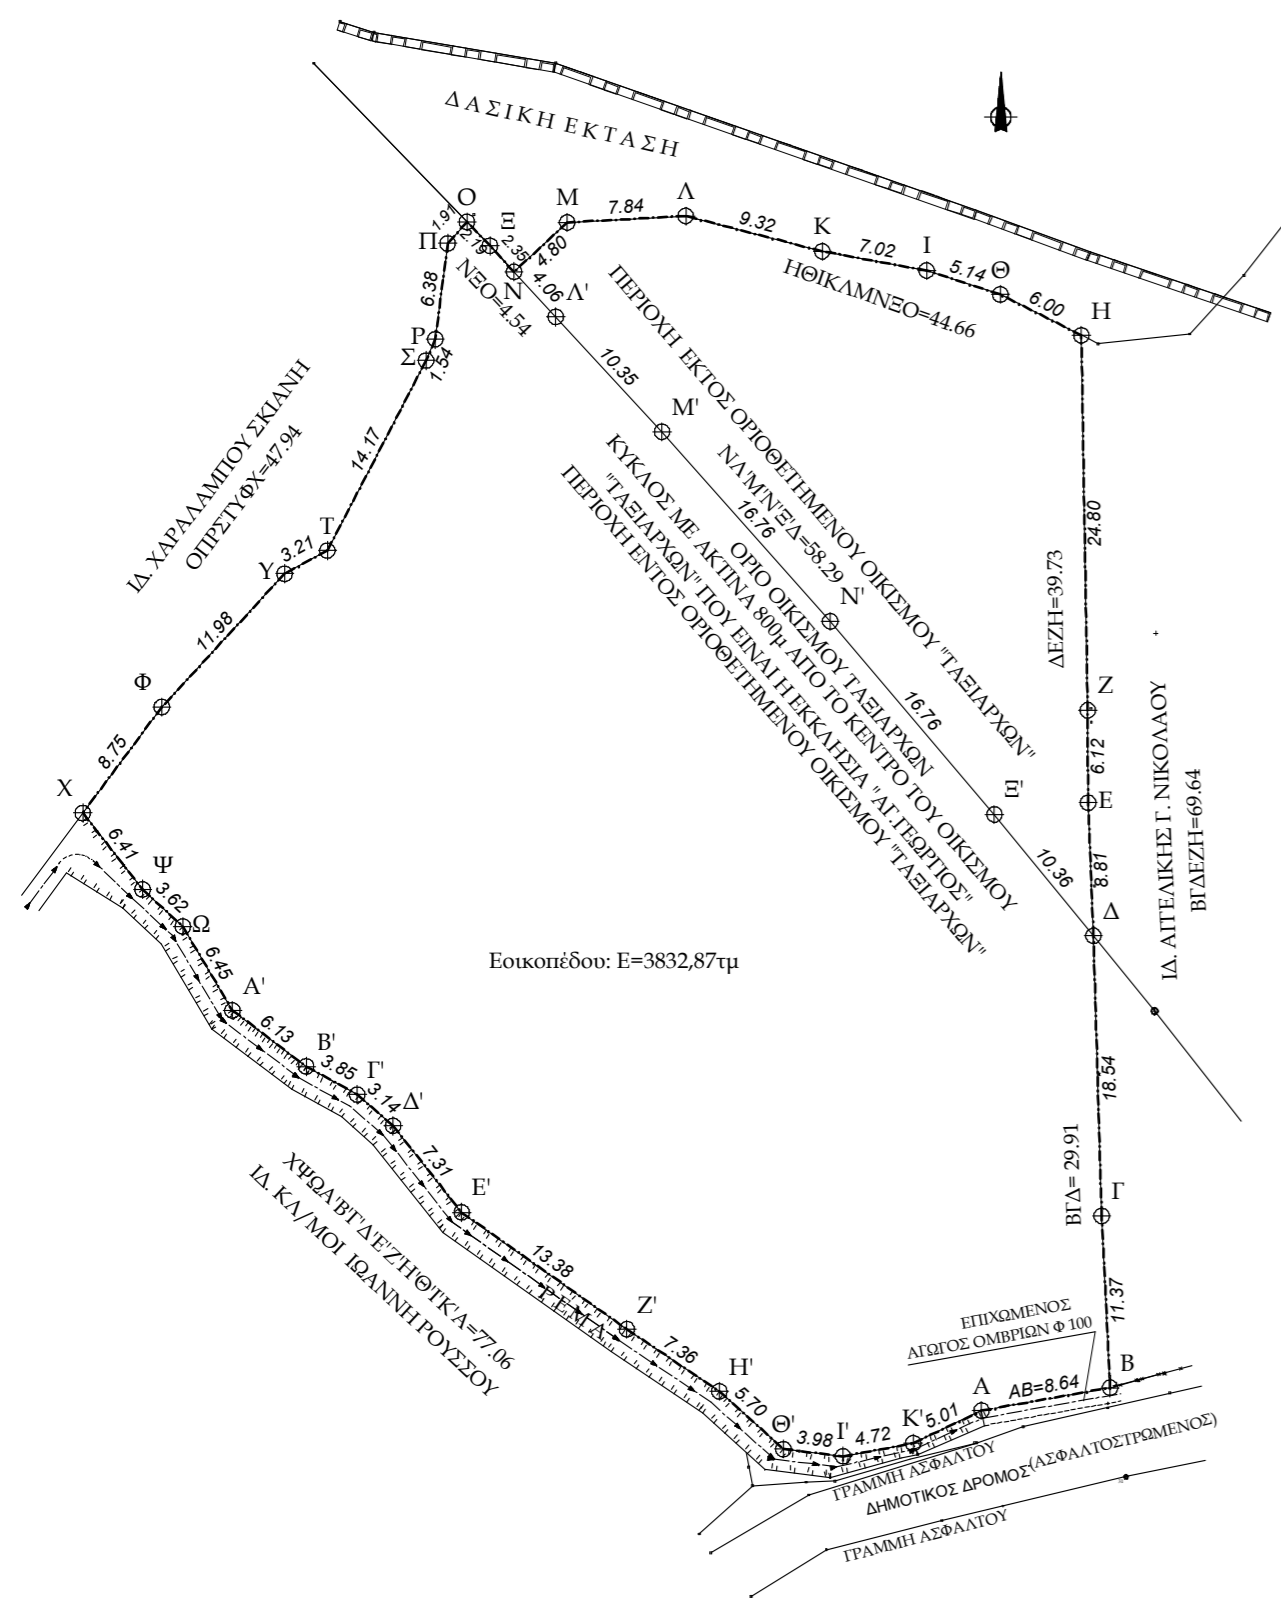 ΔΑΣΙΚΗ ΕΚΤΑΣΗ
Ο
Ξ
Μ
7.84
Λ
9.32
Κ
7.02
Ι
5.14
Θ
6.00
Η
1.91
2.19
2.35
4.80
Π
Ν
4.06
Λ'
ΝΞΟ=4.54
ΗΘΙΚΛΜΝΞΟ=44.66
6.38
Ρ
Σ
1.54
10.35
Μ'
ΠΕΡΙΟΧΗ ΕΚΤΟΣ ΟΡΙΟΘΕΤΗΜΕΝΟΥ ΟΙΚΙΣΜΟΥ "ΤΑΞΙΑΡΧΩΝ"
ΝΛ'Μ'Ν'Ξ'Δ=58.29
16.76
Ν'
ΟΡΙΟ ΟΙΚΙΣΜΟΥ ΤΑΞΙΑΡΧΩΝ
ΚΥΚΛΟΣ ΜΕ ΑΚΤΙΝΑ 800μ ΑΠΟ ΤΟ ΚΕΝΤΡΟ ΤΟΥ ΟΙΚΙΣΜΟΥ
"ΤΑΞΙΑΡΧΩΝ" ΠΟΥ ΕΙΝΑΙ Η ΕΚΚΛΗΣΙΑ "ΑΓ.ΓΕΩΡΓΙΟΣ"
ΠΕΡΙΟΧΗ ΕΝΤΟΣ ΟΡΙΟΘΕΤΗΜΕΝΟΥ ΟΙΚΙΣΜΟΥ "ΤΑΞΙΑΡΧΩΝ"
16.76
Ξ'
10.36
24.80
ΔΕΖΗ=39.73
Ζ
6.12
Ε
8.81
Δ
ΙΔ. ΑΓΓΕΛΙΚΗΣ Γ. ΝΙΚΟΛΑΟΥ
ΒΓΔΕΖΗ=69.64
ΙΔ. ΧΑΡΑΛΑΜΠΟΥ ΣΚΙΑΝΗ
ΟΠΡΣΤΥΦΧ=47.94
14.17
Τ
3.21
Υ
11.98
Φ
8.75
Χ
6.41
Ψ
3.62
Ω
6.45
Α'
6.13
Β'
3.85
Γ'
3.14
Δ'
7.31
Ε'
Εοικοπέδου: Ε=3832,87τμ
18.54
ΒΓΔ= 29.91
Γ
11.37
Β
ΧΨΩΑ'Β'Γ'Δ'Ε'Ζ'Η'Θ'Ι'Κ'Α=77.06
ΙΔ. ΚΛ/ΜΟΙ ΙΩΑΝΝΗ ΡΟΥΣΣΟΥ
13.38
ΡΕΜΑ
Ζ'
7.36
Η'
5.70
Θ'
3.98
Ι'
4.72
Κ'
5.01
Α
ΑΒ=8.64
ΕΠΙΧΩΜΕΝΟΣ
ΑΓΩΓΟΣ ΟΜΒΡΙΩΝ Φ 100
ΓΡΑΜΜΗ ΑΣΦΑΛΤΟΥ
ΔΗΜΟΤΙΚΟΣ ΔΡΟΜΟΣ (ΑΣΦΑΛΤΟΣΤΡΩΜΕΝΟΣ)
ΓΡΑΜΜΗ ΑΣΦΑΛΤΟΥ